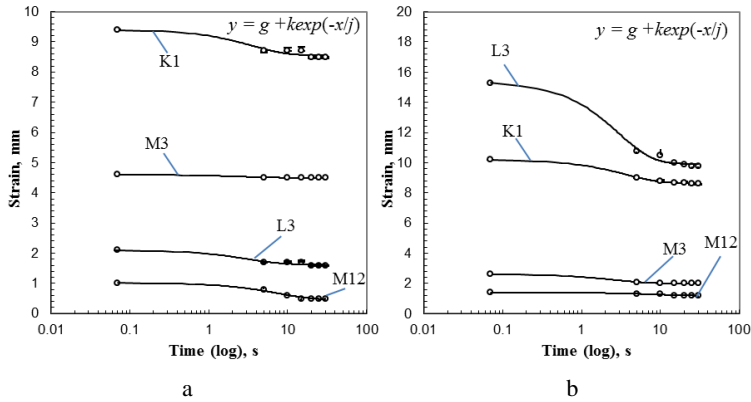 y = g +kexp(-x/j)
10
9
8
7
6
5
4
3
2
1
0
Strain, mm
K1
M3
L3
M12
0.01 0.1 1 10 100
Time (log), s
a
y = g +kexp(-x/j)
20
18
16
14
12
10
8
6
4
2
0
Strain, mm
L3
K1
M3
M12
0.01 0.1 1 10 100
Time (log), s
b